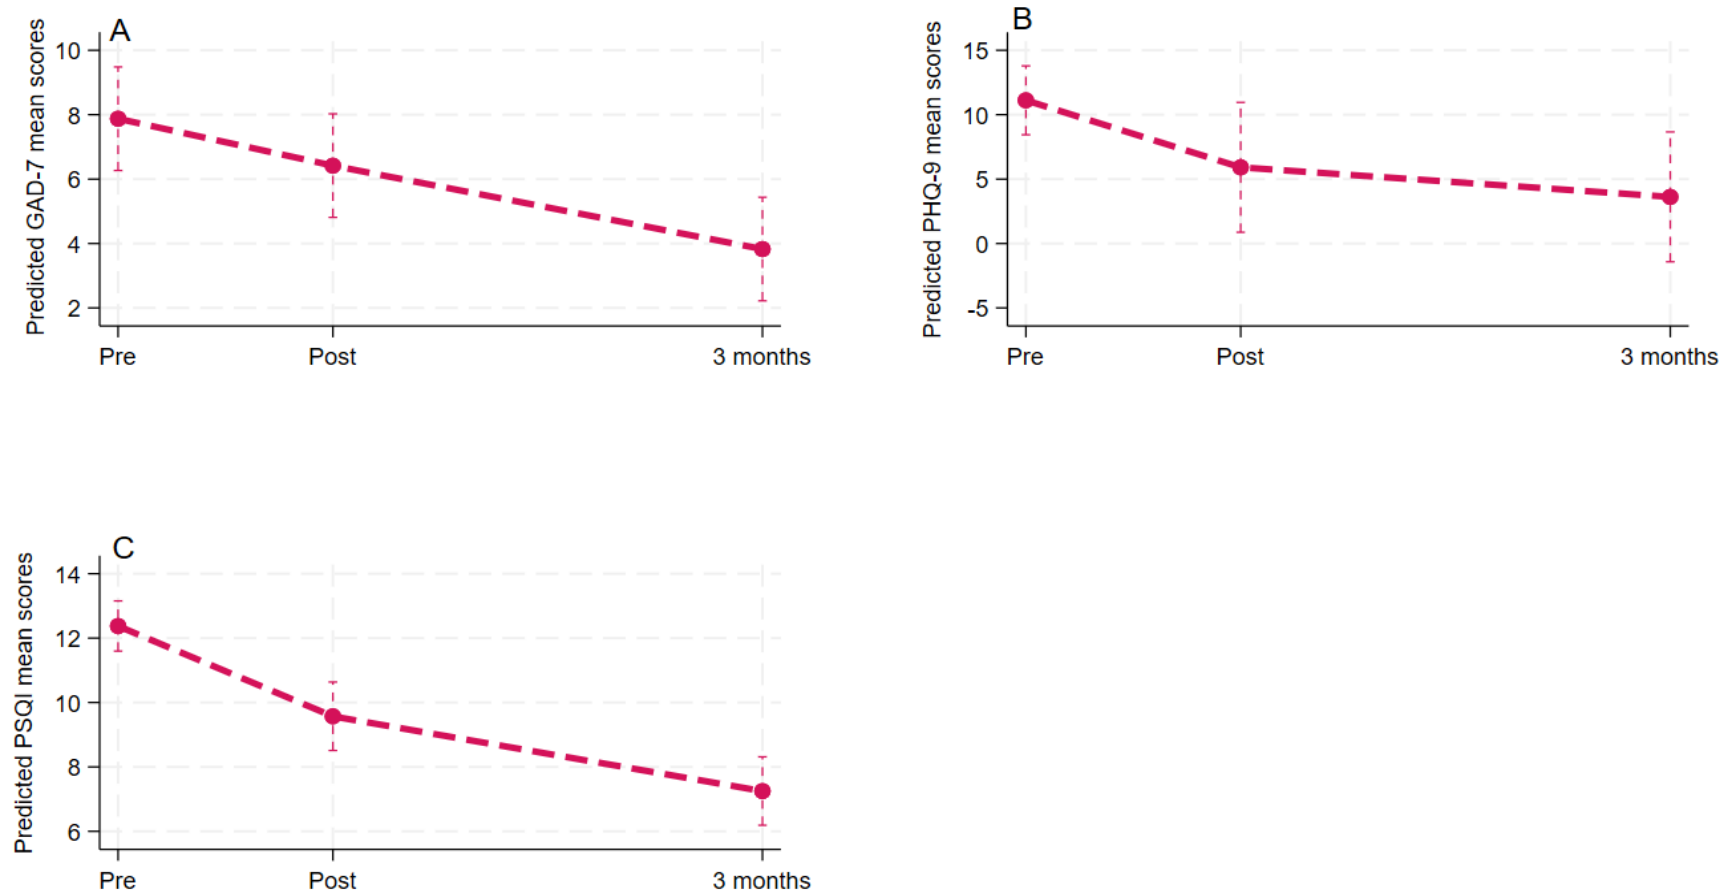 A
Predicted GAD-7 mean scores
10
8
6
4
2
Pre
Post
3 months
B
Predicted PHQ-9 mean scores
15
10
5
0
-5
Pre
Post
3 months
C
Predicted PSQI mean scores
14
12
10
8
6
Pre
Post
3 months